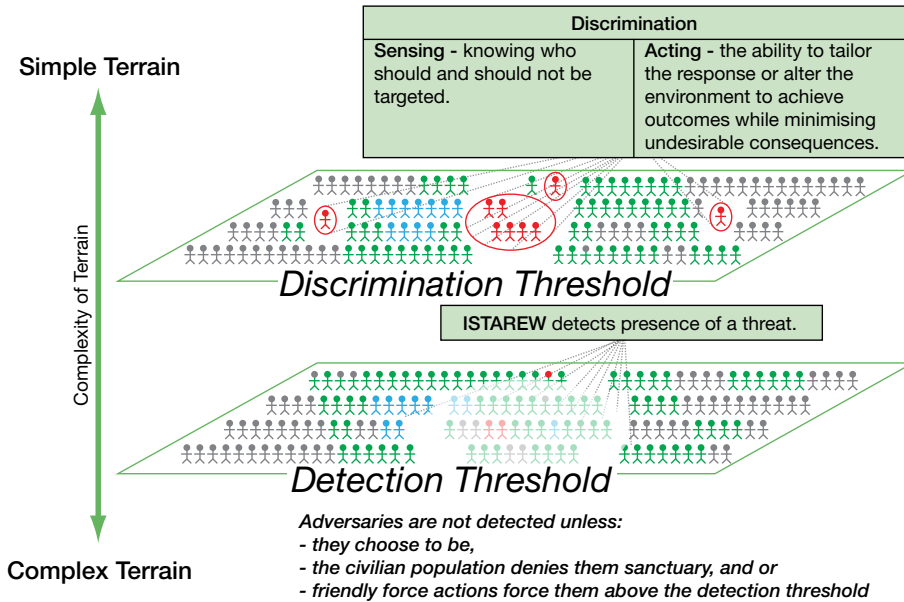 Discrimination
Sensing - knowing who
should and should not be
targeted.
Acting - the ability to tailor
the response or alter the
environment to achieve
outcomes while minimising
undesirable consequences.
Simple Terrain
Complexity of Terrain
Discrimination Threshold
ISTAREW detects presence of a threat.
Detection Threshold
Adversaries are not detected unless:
- they choose to be,
- the civilian population denies them sanctuary, and or
- friendly force actions force them above the detection threshold
Complex Terrain